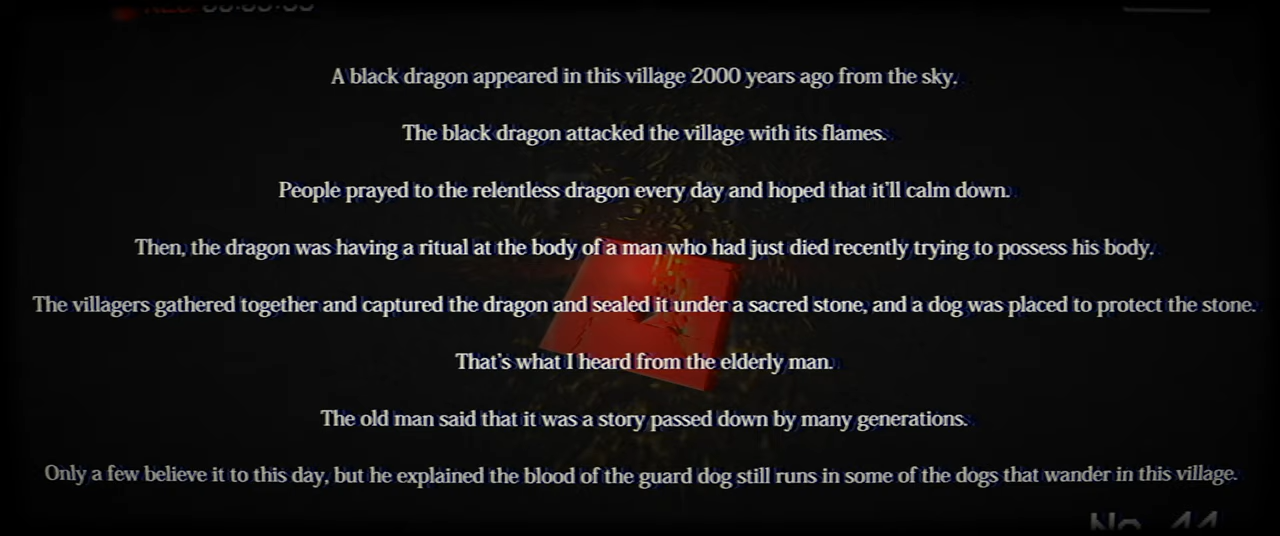 A black dragon appeared in this village 2000 years ago from the sky.
The black dragon attacked the village with its flames.
People prayed to the relentless dragon every day and hoped that it'll calm down.
Then, the dragon was having a ritual at the body of a man who had just died recently trying to possess his body.
The villagers gathered together and captured the dragon and sealed it under a sacred stone, and a dog was placed to protect the stone.
That's what I heard from the elderly man.
The old man said that it was a story passed down by many generations.
Only a few believe it to this day, but he explained the blood of the guard dog still runs in some of the dogs that wander in this village.
No. 44